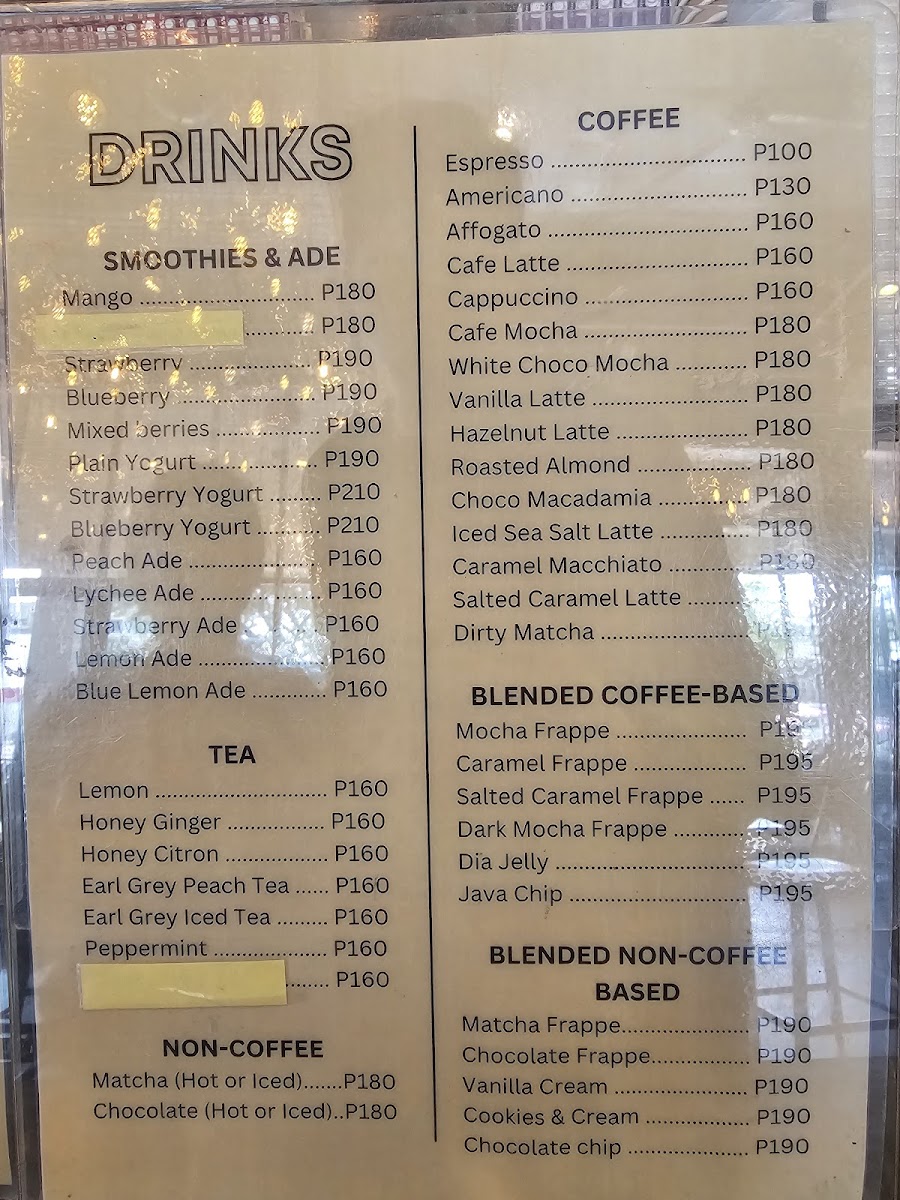 DRINKS
SMOOTHIES & ADE
Mango ............................ P180
........... P180
Strawberry .................... P190
Blueberry ....................... P190
Mixed berries ................. P190
Plain Yogurt ................... P190
Strawberry Yogurt ......... P210
Blueberry Yogurt ........... P210
Peach Ade ...................... P160
Lychee Ade .................... P160
Strawberry Ade ............. P160
Lemon Ade ..................... P160
Blue Lemon Ade ............. P160
TEA
Lemon ............................ P160
Honey Ginger ................. P160
Honey Citron .................. P160
Earl Grey Peach Tea ...... P160
Earl Grey Iced Tea ......... P160
Peppermint .................... P160
........ P160
NON-COFFEE
Matcha (Hot or Iced).......P180
Chocolate (Hot or Iced)..P180
COFFEE
Espresso ................................ P100
Americano ............................. P130
Affogato ................................. P160
Cafe Latte .............................. P160
Cappuccino ........................... P160
Cafe Mocha ........................... P180
White Choco Mocha ............ P180
Vanilla Latte .......................... P180
Hazelnut Latte ...................... P180
Roasted Almond ................... P180
Choco Macadamia ............... P180
Iced Sea Salt Latte ............... P180
Caramel Macchiato .............. P180
Salted Caramel Latte ..........
Dirty Matcha .........................
BLENDED COFFEE-BASED
Mocha Frappe ......................
Caramel Frappe ................... P195
Salted Caramel Frappe ...... P195
Dark Mocha Frappe ............ P195
Dia Jelly ................................ P195
Java Chip .............................. P195
BLENDED NON-COFFEE
BASED
Matcha Frappe..................... P190
Chocolate Frappe................ P190
Vanilla Cream ...................... P190
Cookies & Cream ................. P190
Chocolate chip .................... P190